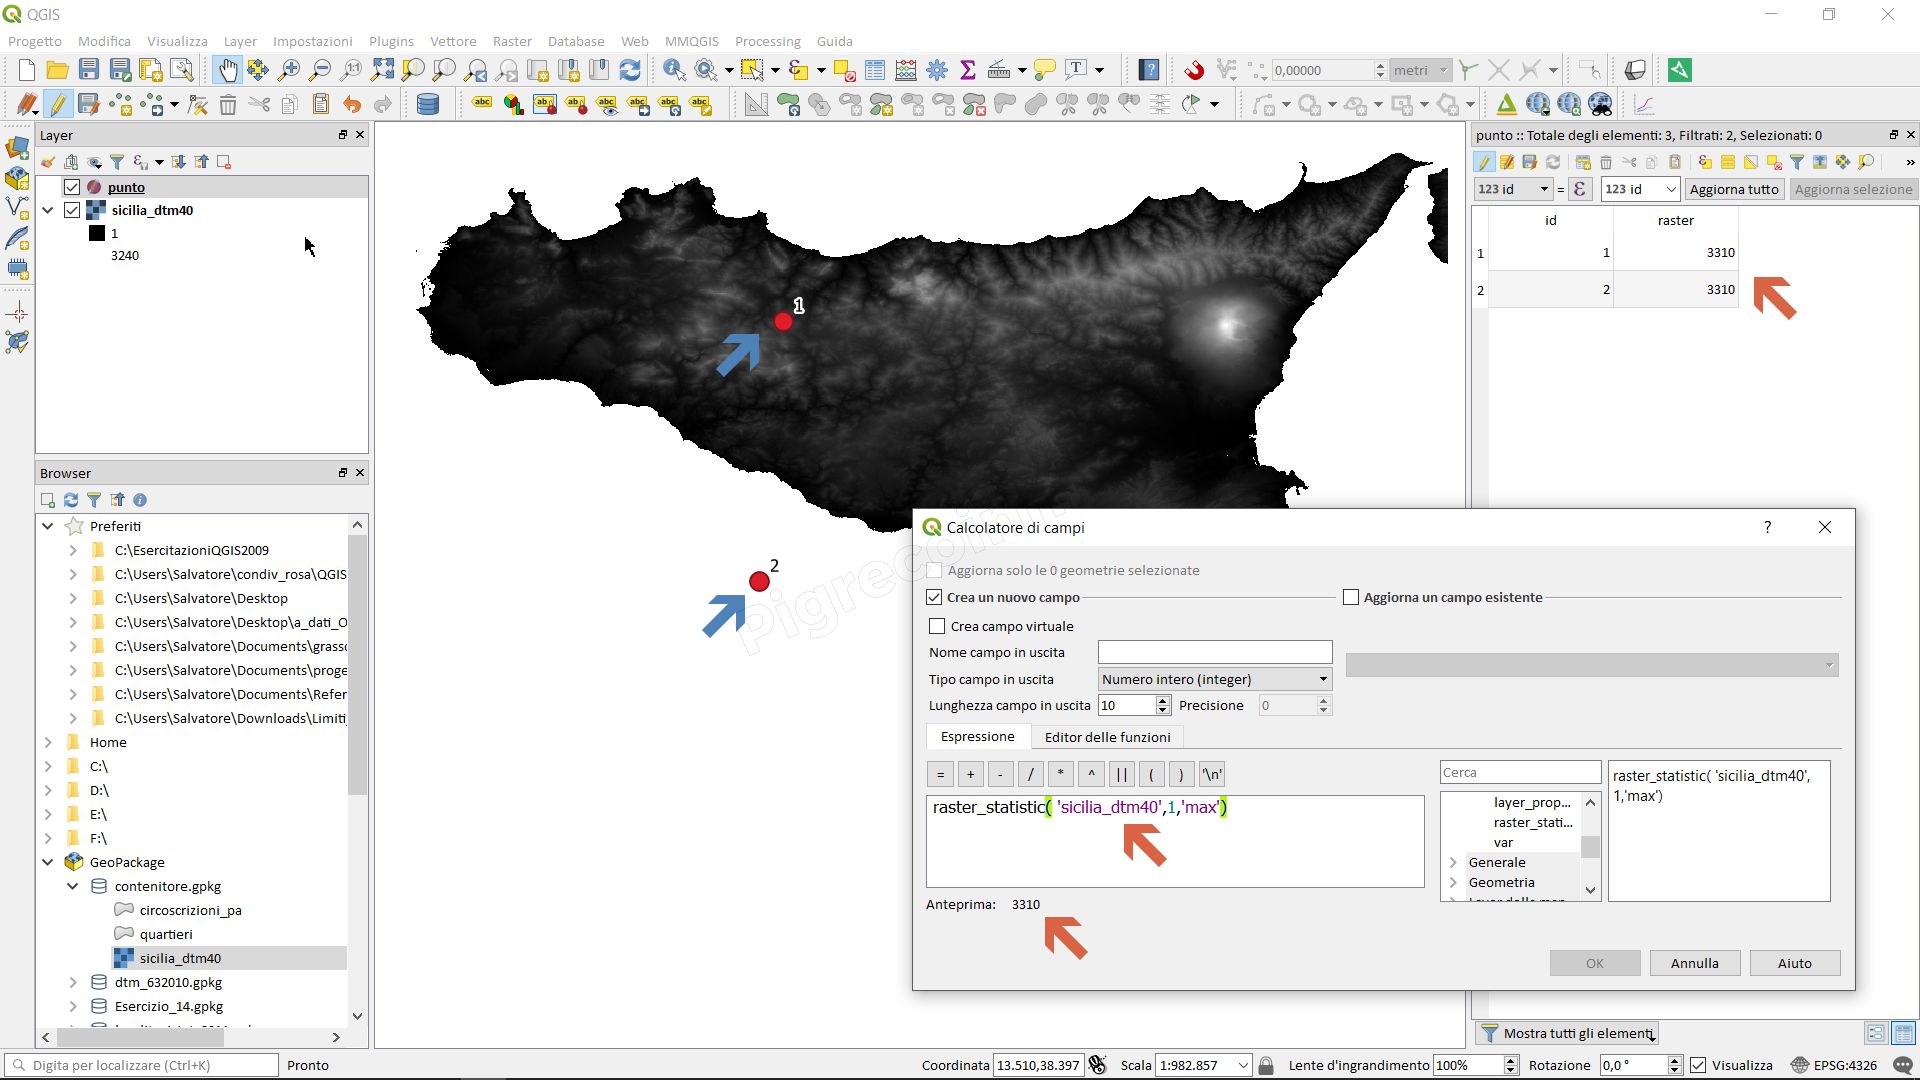 QGIS
Progetto Modifica Visualizza Layer Impostazioni Plugins Vettore Raster Database Web MMQGIS Processing Guida
0,00000 metri
Layer
punto
sicilia_dtm40
1
3240
1
2
punto :: Totale degli elementi: 3, Filtrati: 2, Selezionati: 0
123 id = ε 123 id Aggiorna tutto Aggiorna selezione
id raster
1 1 3310
2 2 3310
Browser
Preferiti
C:\EsercitazioniQGIS2009
C:\Users\Salvatore\condiv_rosa\QGIS
C:\Users\Salvatore\Desktop
C:\Users\Salvatore\Desktop\a_dati_O
C:\Users\Salvatore\Documents\grass
C:\Users\Salvatore\Documents\proge
C:\Users\Salvatore\Documents\Refer
C:\Users\Salvatore\Downloads\Limiti
Home
C:\
D:\
E:\
F:\
GeoPackage
contenitore.gpkg
circoscrizioni_pa
quartieri
sicilia_dtm40
dtm_632010.gpkg
Esercizio_14.gpkg
Calcolatore di campi
Aggiorna solo le 0 geometrie selezionate
Crea un nuovo campo Aggiorna un campo esistente
Crea campo virtuale
Nome campo in uscita
Tipo campo in uscita Numero intero (integer)
Lunghezza campo in uscita 10 Precisione 0
Espressione Editor delle funzioni
= + - / * ^ || ( ) '\n'
raster_statistic( 'sicilia_dtm40',1,'max')
Cerca
layer_prop...
raster_stati...
var
Generale
Geometria
raster_statistic( 'sicilia_dtm40',
1,'max')
Anteprima: 3310
OK Annulla Aiuto
Mostra tutti gli elementi
Digita per localizzare (Ctrl+K) Pronto Coordinata 13.510,38.397 Scala 1:982.857 Lente d'ingrandimento 100% Rotazione 0,0 ° Visualizza EPSG:4326